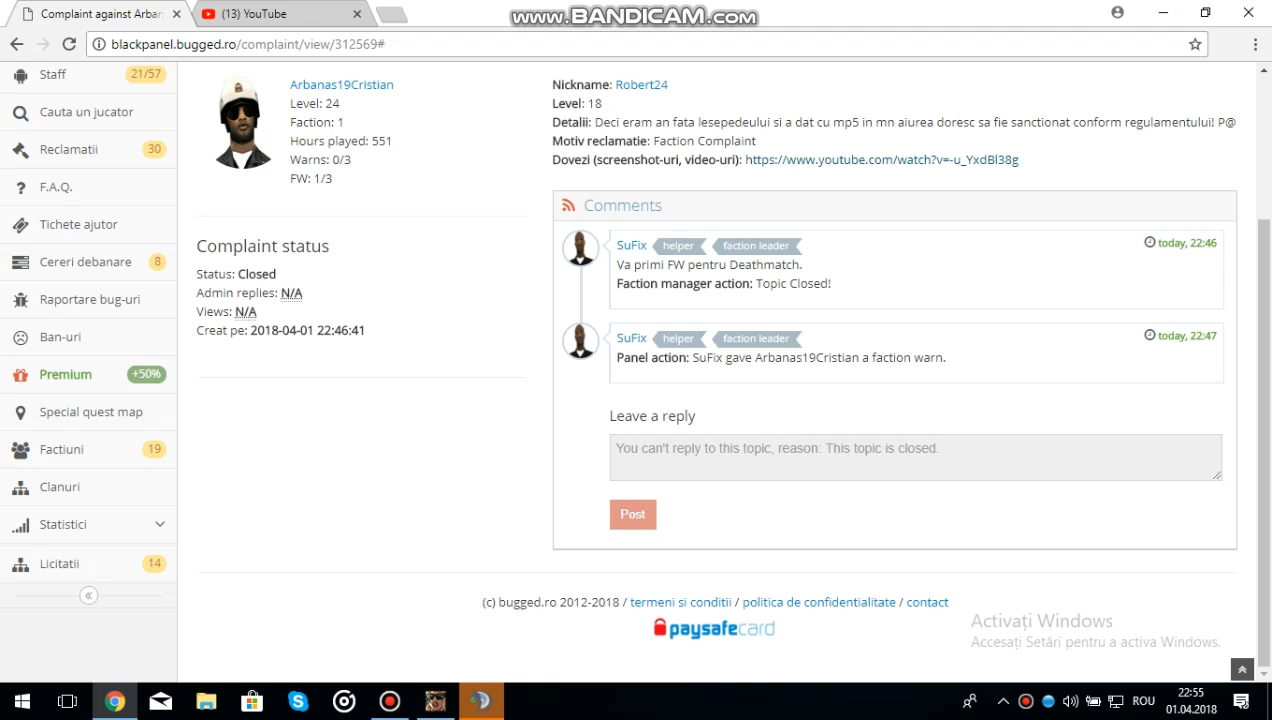 Complaint against Arban
(13) YouTube
www.BANDICAM.com
blackpanel.bugged.ro/complaint/view/312569#
Staff 21/57
Cauta un jucator
Reclamatii 30
F.A.Q.
Tichete ajutor
Cereri debanare 8
Raportare bug-uri
Ban-uri
Premium +50%
Special quest map
Factiuni 19
Clanuri
Statistici
Licitatii 14
Arbanas19Cristian
Level: 24
Faction: 1
Hours played: 551
Warns: 0/3
FW: 1/3
Complaint status
Status: Closed
Admin replies: N/A
Views: N/A
Creat pe: 2018-04-01 22:46:41
Nickname: Robert24
Level: 18
Detalii: Deci eram an fata lesepedeului si a dat cu mp5 in mn aiurea doresc sa fie sanctionat conform regulamentului! P@
Motiv reclamatie: Faction Complaint
Dovezi (screenshot-uri, video-uri): https://www.youtube.com/watch?v=-u_YxdBl38g
Comments
SuFix helper faction leader today, 22:46
Va primi FW pentru Deathmatch.
Faction manager action: Topic Closed!
SuFix helper faction leader today, 22:47
Panel action: SuFix gave Arbanas19Cristian a faction warn.
Leave a reply
You can't reply to this topic, reason: This topic is closed.
Post
(c) bugged.ro 2012-2018 / termeni si conditii / politica de confidentialitate / contact
paysafecard
Activați Windows
Accesați Setări pentru a activa Windows.
ROU
22:55
01.04.2018